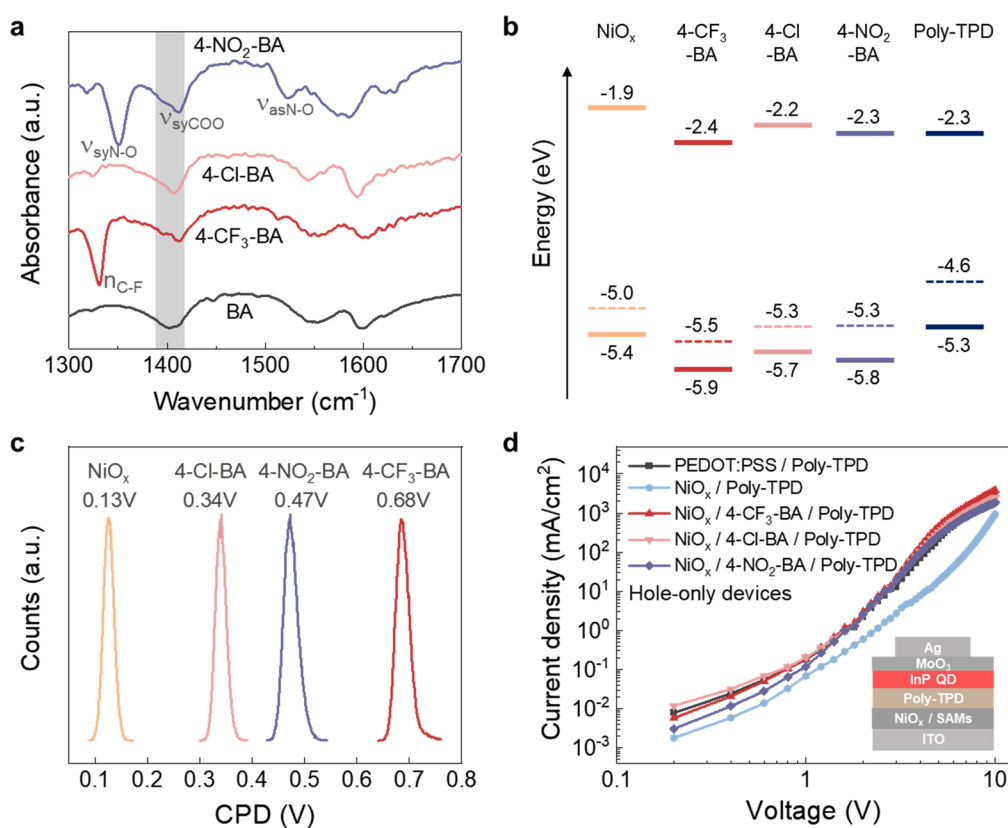 a
4-NO₂-BA
ν_syCOO
ν_asN-O
ν_syN-O
4-Cl-BA
4-CF₃-BA
n_C-F
BA
Absorbance (a.u.)
1300 1400 1500 1600 1700
Wavenumber (cm⁻¹)
b
NiOₓ 4-CF₃-BA 4-Cl-BA 4-NO₂-BA Poly-TPD
Energy (eV)
-1.9 -2.4 -2.2 -2.3 -2.3
-5.0 -5.5 -5.3 -5.3 -4.6
-5.4 -5.9 -5.7 -5.8 -5.3
c
NiOₓ 4-Cl-BA 4-NO₂-BA 4-CF₃-BA
0.13V 0.34V 0.47V 0.68V
Counts (a.u.)
0.1 0.2 0.3 0.4 0.5 0.6 0.7 0.8
CPD (V)
d
PEDOT:PSS / Poly-TPD
NiOₓ / Poly-TPD
NiOₓ / 4-CF₃-BA / Poly-TPD
NiOₓ / 4-Cl-BA / Poly-TPD
NiOₓ / 4-NO₂-BA / Poly-TPD
Hole-only devices
Current density (mA/cm²)
10⁴
10³
10²
10¹
10⁰
10⁻¹
10⁻²
10⁻³
Ag
MoO₃
InP QD
Poly-TPD
NiOₓ / SAMs
ITO
0.1 1 10
Voltage (V)